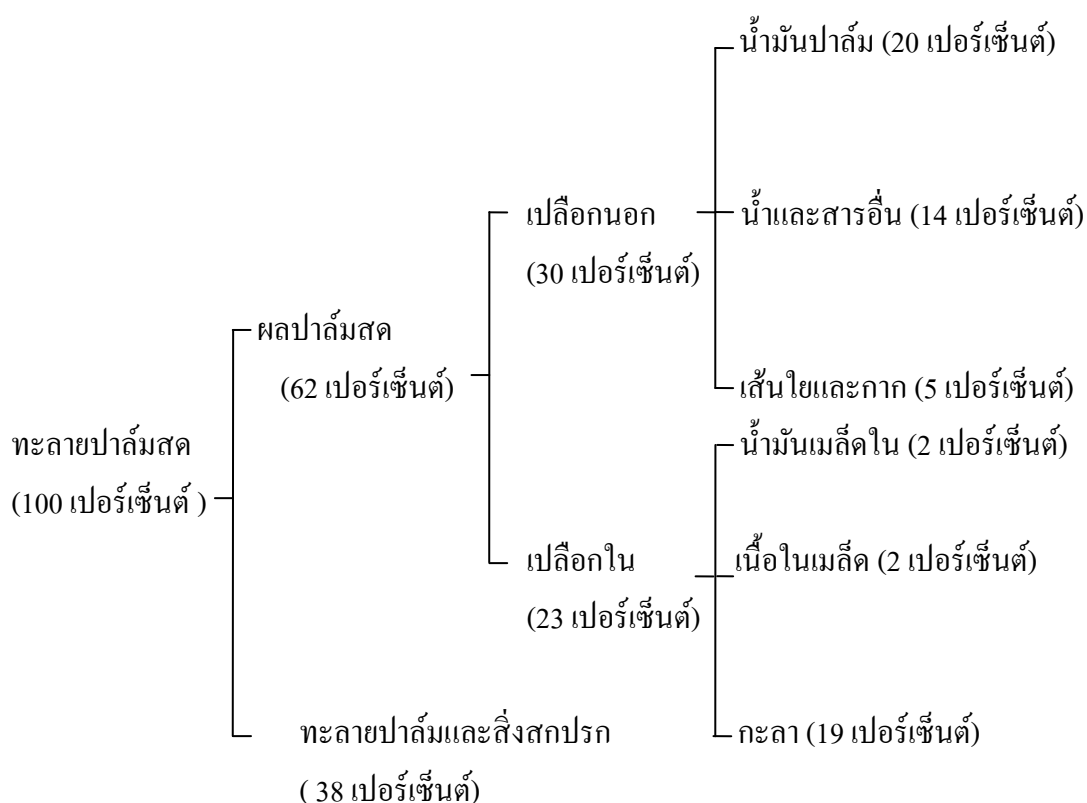 น้ำมันปาล์ม (20 เปอร์เซ็นต์)
เปลือกนอก
(30 เปอร์เซ็นต์)
น้ำและสารอื่น (14 เปอร์เซ็นต์)
ผลปาล์มสด
(62 เปอร์เซ็นต์)
เส้นใยและกาก (5 เปอร์เซ็นต์)
ทะลายปาล์มสด
(100 เปอร์เซ็นต์ )
น้ำมันเมล็ดใน (2 เปอร์เซ็นต์)
เปลือกใน
(23 เปอร์เซ็นต์)
เนื้อในเมล็ด (2 เปอร์เซ็นต์)
ทะลายปาล์มและสิ่งสกปรก
( 38 เปอร์เซ็นต์)
กะลา (19 เปอร์เซ็นต์)